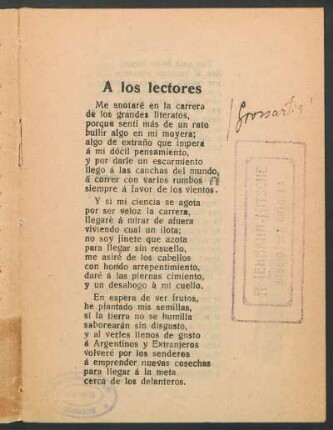 A los lectores
Me anotaré en la carrera
de los grandes literatos,
porque sentí más de un rato
bullir algo en mi moyera;
algo de extraño que impera
á mi dócil pensamiento,
y por darle un escarmiento
llego á las canchas del mundo,
á correr con varios rumbos
siempre á favor de los vientos.
Y si mi ciencia se agota
por ser veloz la carrera,
llegaré á mirar de afuera
viviendo cual un ilota;
no soy jinete que azota
para llegar sin resuello,
me asiré de los cabellos
con hondo arrepentimiento,
daré á las piernas cimiento,
y un desahogo á mi cuello.
En espera de ver frutos,
he plantado mis semillas,
si la tierra no se humilla
saborearán sin disgusto,
y al verles llenos de gusto
á Argentinos y Extranjeros
volveré por los senderos
á emprender nuevas cosechas
para llegar á la meta
cerca de los delanteros.